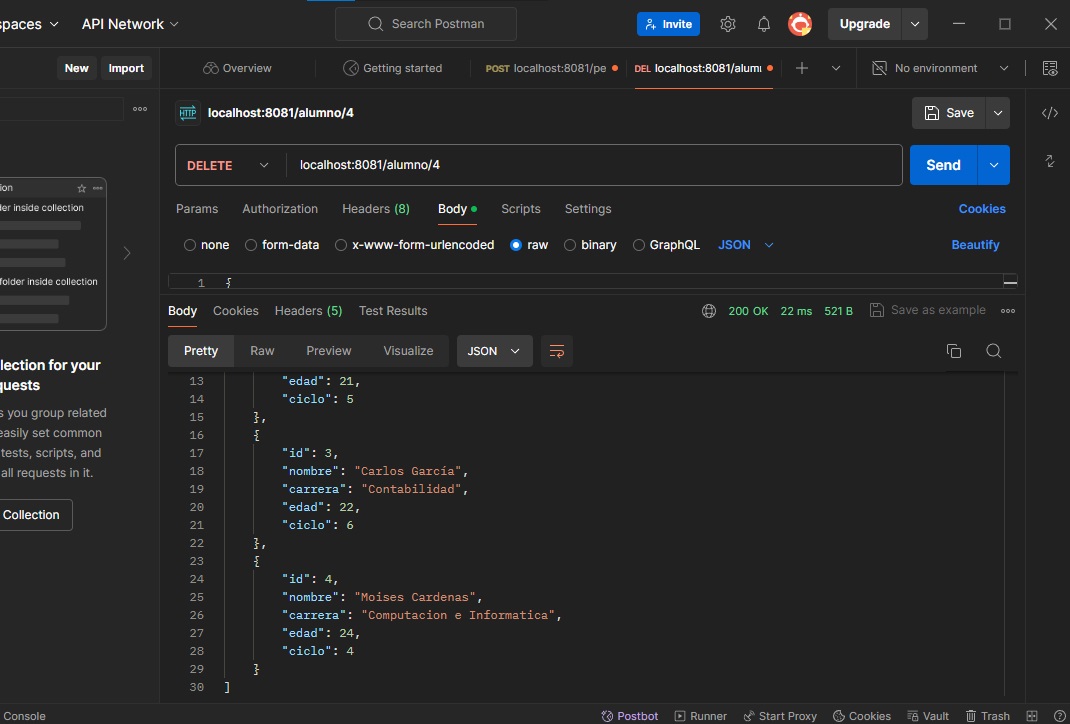 spaces API Network Search Postman Invite Upgrade
New Import Overview Getting started POST localhost:8081/pe DEL localhost:8081/alumn No environment
HTTP localhost:8081/alumno/4 Save
DELETE localhost:8081/alumno/4 Send
Params Authorization Headers (8) Body Scripts Settings Cookies
none form-data x-www-form-urlencoded raw binary GraphQL JSON Beautify
1 {
Body Cookies Headers (5) Test Results 200 OK 22 ms 521 B Save as example
Pretty Raw Preview Visualize JSON
13 "edad": 21,
14 "ciclo": 5
15 },
16 {
17 "id": 3,
18 "nombre": "Carlos García",
19 "carrera": "Contabilidad",
20 "edad": 22,
21 "ciclo": 6
22 },
23 {
24 "id": 4,
25 "nombre": "Moises Cardenas",
26 "carrera": "Computacion e Informatica",
27 "edad": 24,
28 "ciclo": 4
29 }
30 ]
ion
der inside collection
folder inside collection
llection for your
quests
s you group related
easily set common
tests, scripts, and
all requests in it.
Collection
Console Postbot Runner Start Proxy Cookies Vault Trash